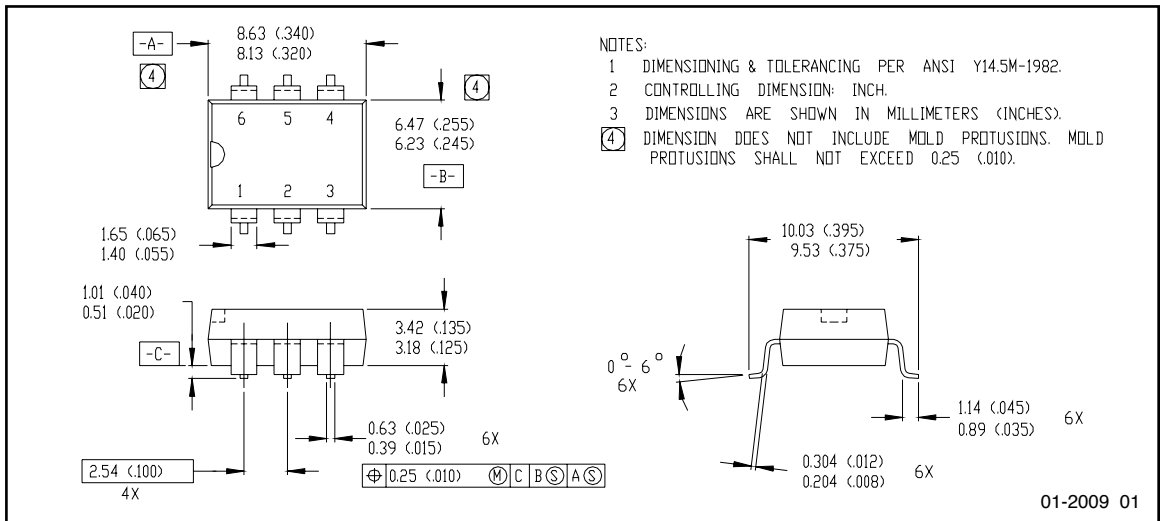 -A-
8.63 (.340)
8.13 (.320)
4
4
6 5 4
1 2 3
6.47 (.255)
6.23 (.245)
-B-
1.65 (.065)
1.40 (.055)
NOTES:
1 DIMENSIONING & TOLERANCING PER ANSI Y14.5M-1982.
2 CONTROLLING DIMENSION: INCH.
3 DIMENSIONS ARE SHOWN IN MILLIMETERS (INCHES).
4 DIMENSION DOES NOT INCLUDE MOLD PROTUSIONS. MOLD
PROTUSIONS SHALL NOT EXCEED 0.25 (.010).
1.01 (.040)
0.51 (.020)
-C-
3.42 (.135)
3.18 (.125)
0.63 (.025)
0.39 (.015)
6X
2.54 (.100)
4X
⌖ 0.25 (.010) Ⓜ C B Ⓢ A Ⓢ
10.03 (.395)
9.53 (.375)
0° - 6°
6X
1.14 (.045)
0.89 (.035)
6X
0.304 (.012)
0.204 (.008)
6X
01-2009 01